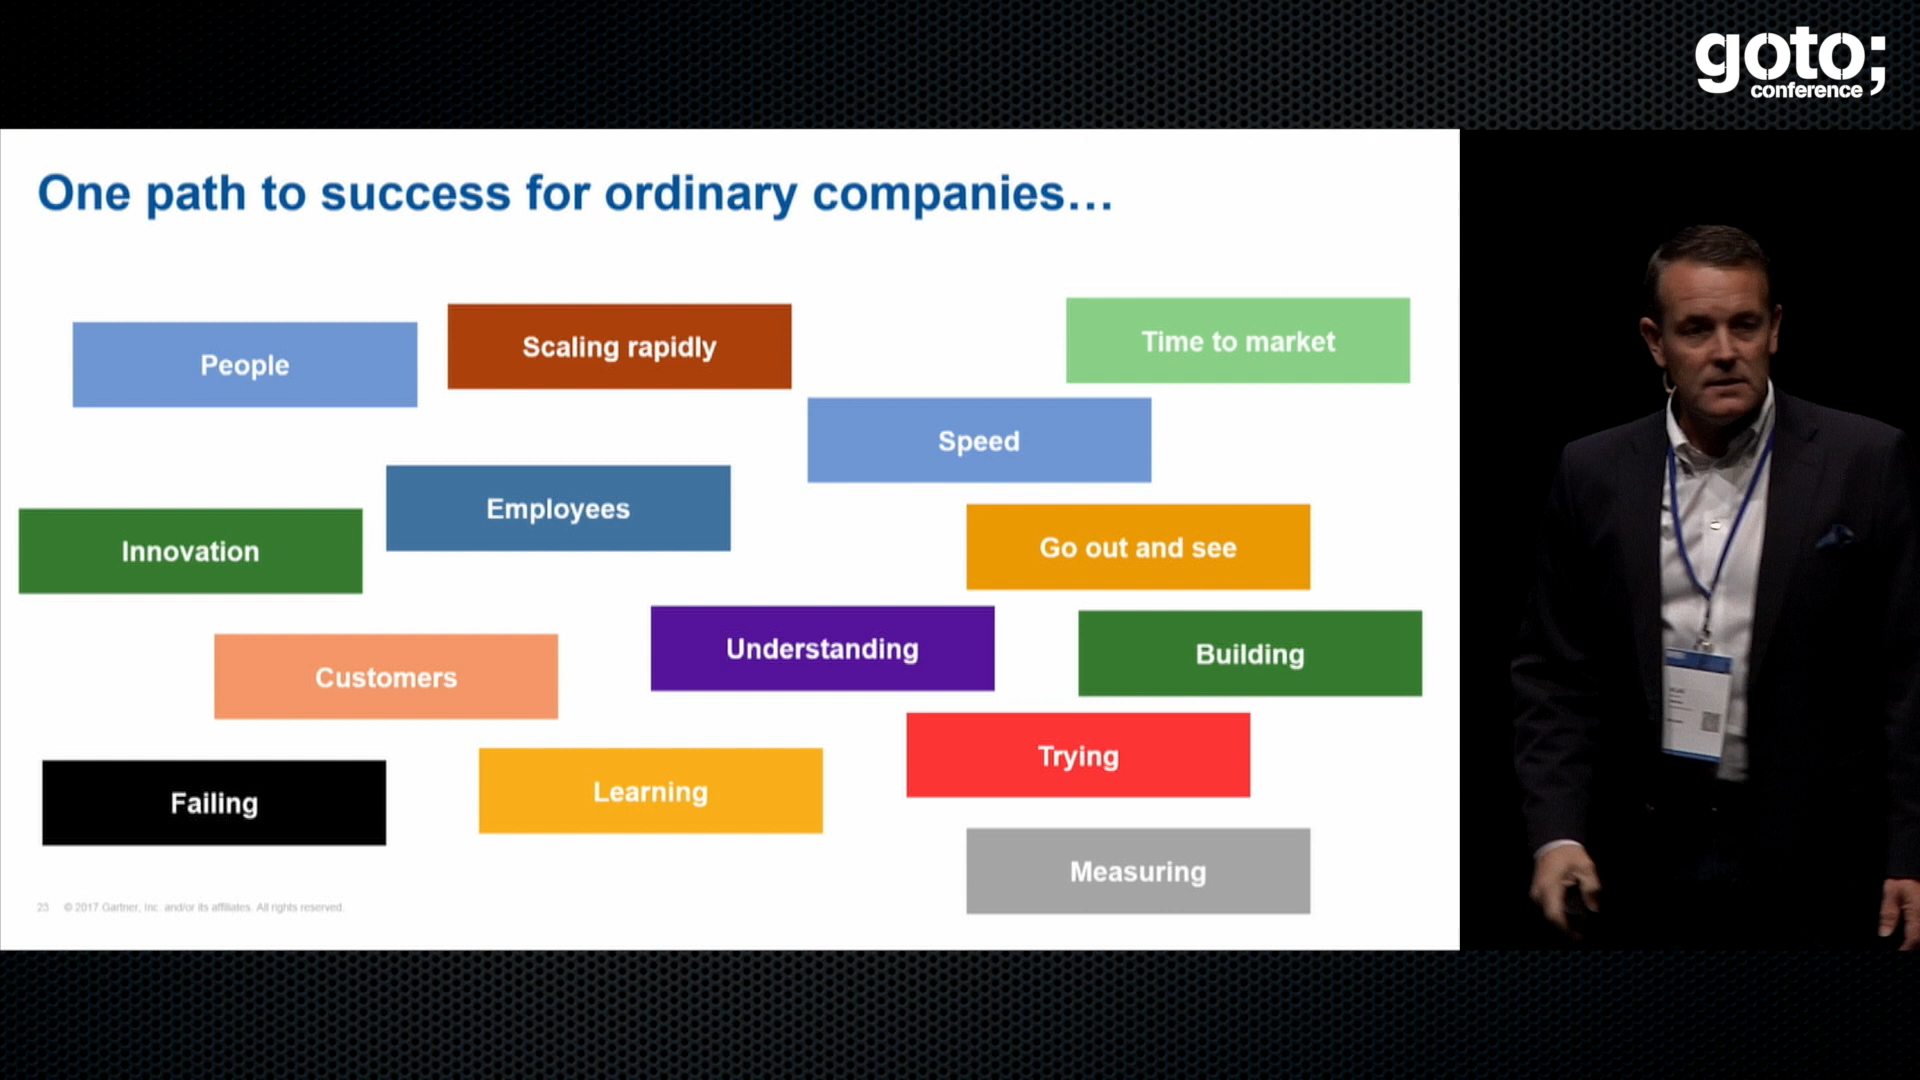 goto;
conference
One path to success for ordinary companies...
People
Scaling rapidly
Time to market
Speed
Employees
Innovation
Go out and see
Understanding
Building
Customers
Trying
Failing
Learning
Measuring
23 © 2017 Gartner, Inc. and/or its affiliates. All rights reserved.